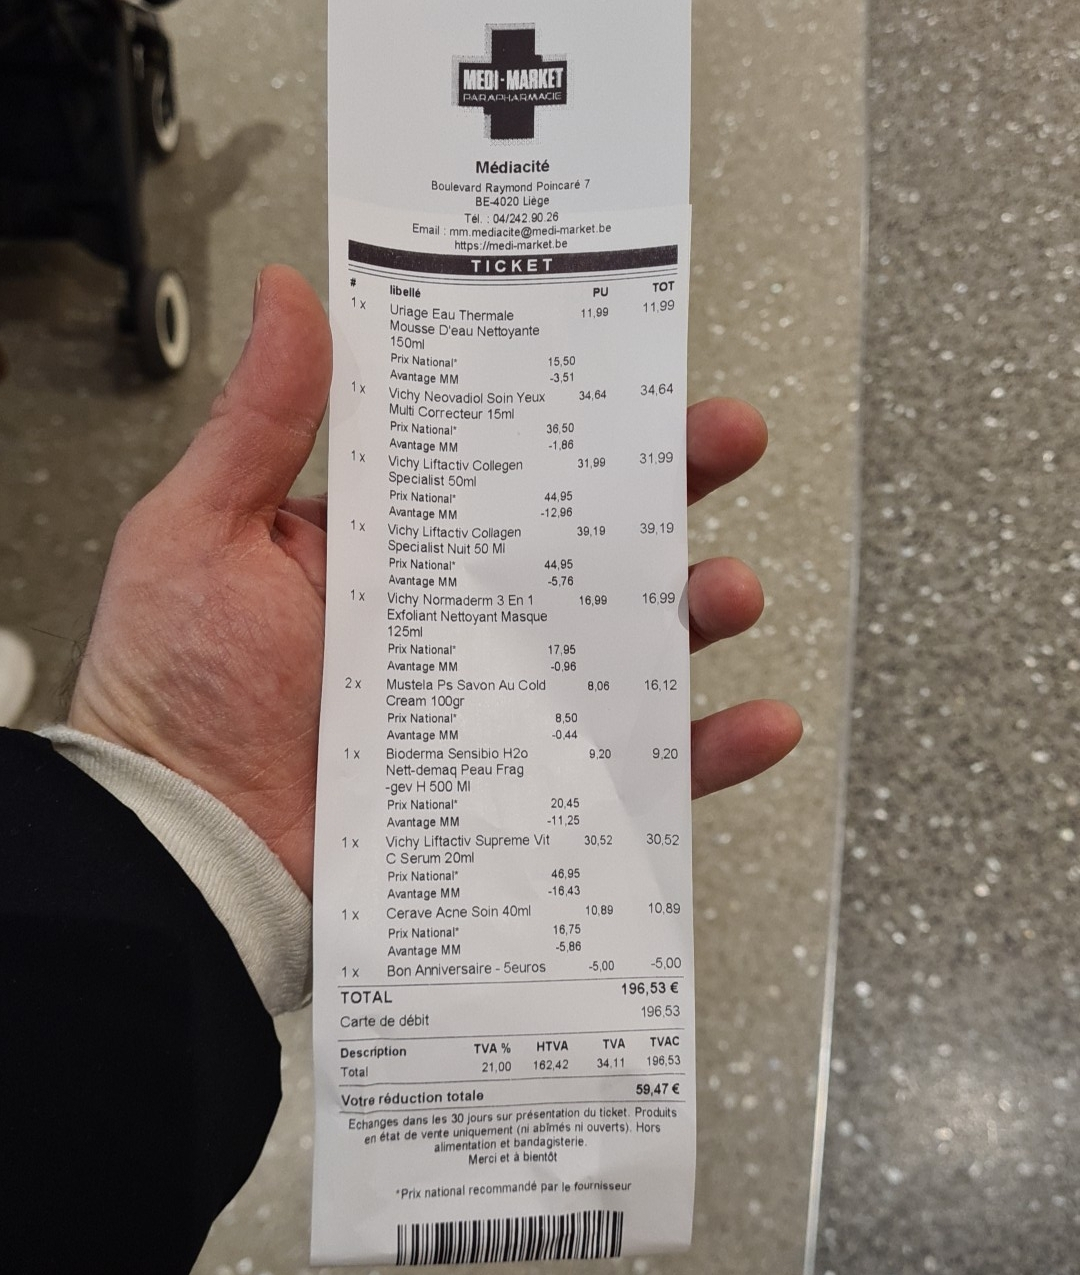 MEDI-MARKET
PARAPHARMACIE
Médiacité
Boulevard Raymond Poincaré 7
BE-4020 Liège
Tél. : 04/242.90.26
Email : mm.mediacite@medi-market.be
https://medi-market.be
TICKET
# libellé PU TOT
1 x Uriage Eau Thermale 11,99 11,99
Mousse D'eau Nettoyante
150ml
Prix National* 15,50
Avantage MM -3,51
1 x Vichy Neovadiol Soin Yeux 34,64 34,64
Multi Correcteur 15ml
Prix National* 36,50
Avantage MM -1,86
1 x Vichy Liftactiv Collegen 31,99 31,99
Specialist 50ml
Prix National* 44,95
Avantage MM -12,96
1 x Vichy Liftactiv Collagen 39,19 39,19
Specialist Nuit 50 Ml
Prix National* 44,95
Avantage MM -5,76
1 x Vichy Normaderm 3 En 1 16,99 16,99
Exfoliant Nettoyant Masque
125ml
Prix National* 17,95
Avantage MM -0,96
2 x Mustela Ps Savon Au Cold 8,06 16,12
Cream 100gr
Prix National* 8,50
Avantage MM -0,44
1 x Bioderma Sensibio H2o 9,20 9,20
Nett-demaq Peau Frag
-gev H 500 Ml
Prix National* 20,45
Avantage MM -11,25
1 x Vichy Liftactiv Supreme Vit 30,52 30,52
C Serum 20ml
Prix National* 46,95
Avantage MM -16,43
1 x Cerave Acne Soin 40ml 10,89 10,89
Prix National* 16,75
Avantage MM -5,86
1 x Bon Anniversaire - 5euros -5,00 -5,00
TOTAL 196,53 €
Carte de débit 196,53
Description TVA % HTVA TVA TVAC
Total 21,00 162,42 34,11 196,53
Votre réduction totale 59,47 €
Echanges dans les 30 jours sur présentation du ticket. Produits
en état de vente uniquement (ni abîmés ni ouverts). Hors
alimentation et bandagisterie.
Merci et à bientôt
*Prix national recommandé par le fournisseur